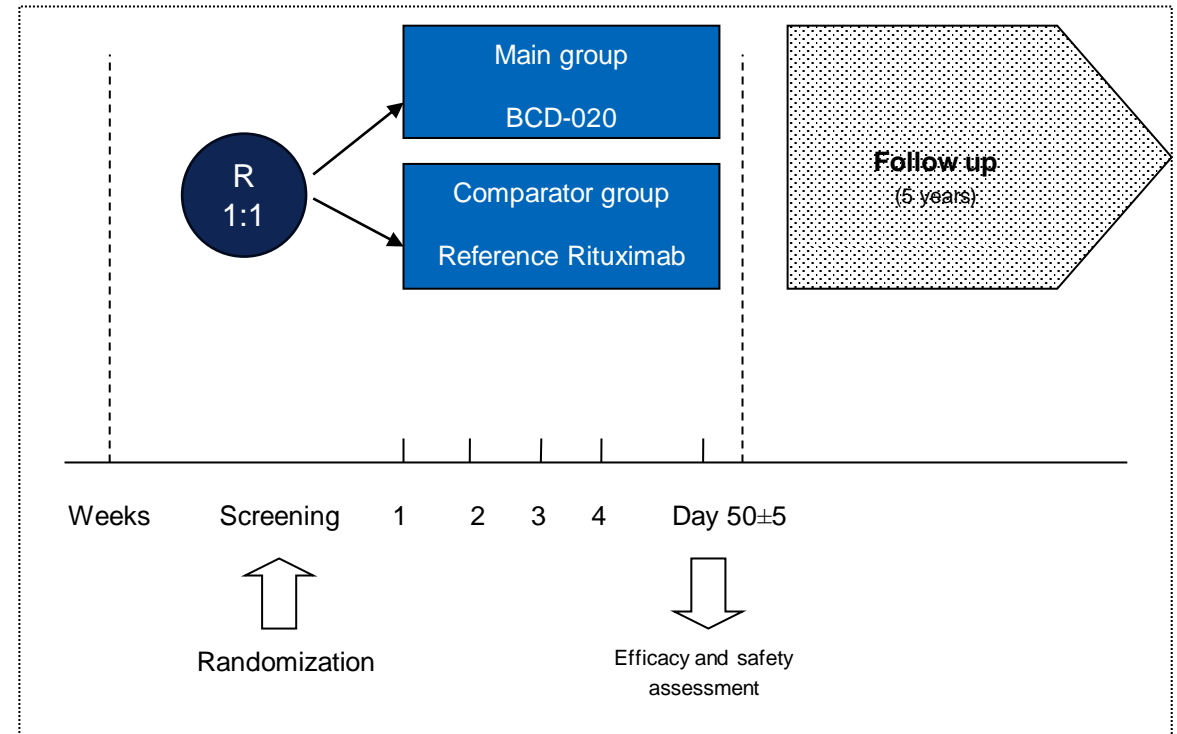 Main group
BCD-020
R
1:1
Comparator group
Reference Rituximab
Follow up
(5 years)
Weeks Screening 1 2 3 4 Day 50±5
Randomization
Efficacy and safety
assessment